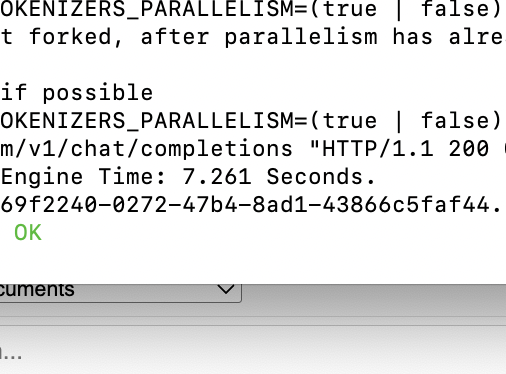 OKENIZERS_PARALLELISM=(true | false)
t forked, after parallelism has alre
if possible
OKENIZERS_PARALLELISM=(true | false)
m/v1/chat/completions "HTTP/1.1 200
Engine Time: 7.261 Seconds.
69f2240-0272-47b4-8ad1-43866c5faf44.
OK
cuments
...